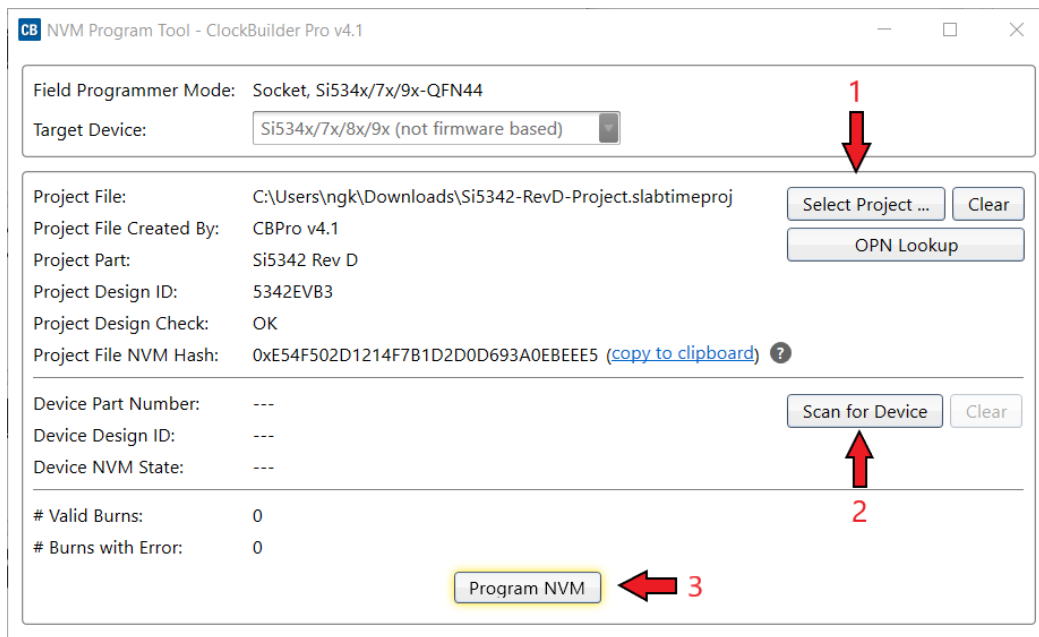 CB NVM Program Tool - ClockBuilder Pro v4.1
Field Programmer Mode: Socket, Si534x/7x/9x-QFN44
1
Target Device: Si534x/7x/8x/9x (not firmware based)
Project File: C:\Users\ngk\Downloads\Si5342-RevD-Project.slabtimeproj
Select Project ... Clear
Project File Created By: CBPro v4.1
OPN Lookup
Project Part: Si5342 Rev D
Project Design ID: 5342EVB3
Project Design Check: OK
Project File NVM Hash: 0xE54F502D1214F7B1D2D0D693A0EBEEE5 (copy to clipboard) ?
Device Part Number: ---
Scan for Device Clear
Device Design ID: ---
Device NVM State: ---
2
# Valid Burns: 0
# Burns with Error: 0
Program NVM 3